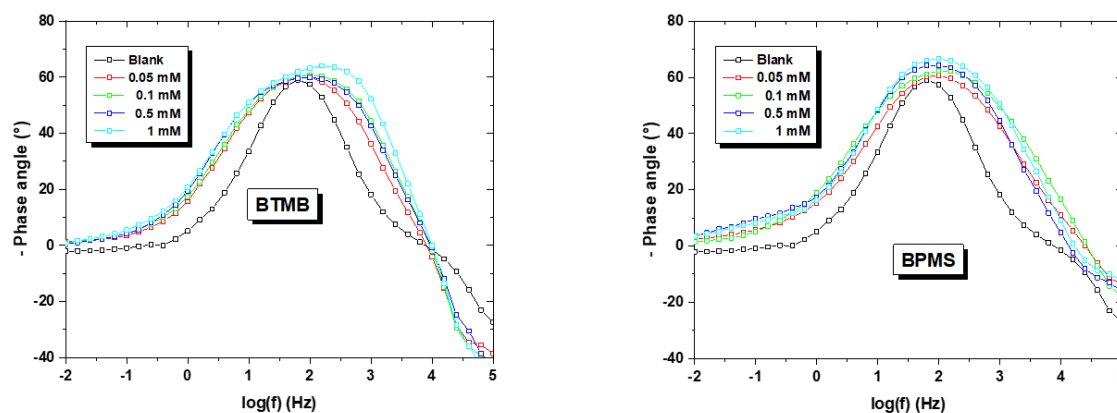 80
60
40
20
0
-20
-40
- Phase angle (°)
Blank
0.05 mM
0.1 mM
0.5 mM
1 mM
BTMB
-2 -1 0 1 2 3 4 5
log(f) (Hz)
80
60
40
20
0
-20
-40
- Phase angle (°)
Blank
0.05 mM
0.1 mM
0.5 mM
1 mM
BPMS
-2 -1 0 1 2 3 4
log(f) (Hz)